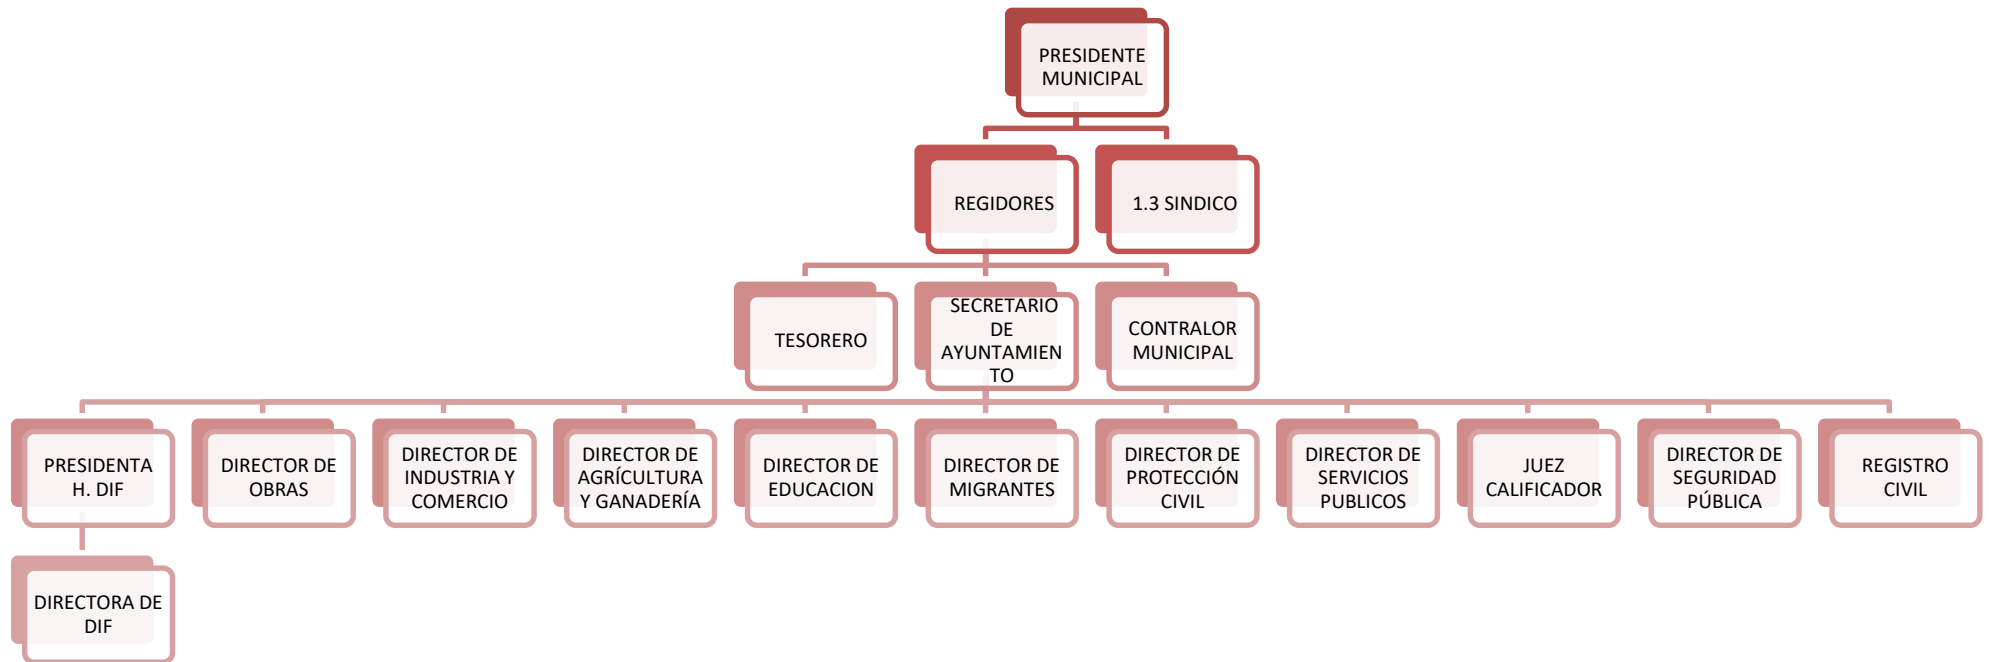 PRESIDENTE
MUNICIPAL
REGIDORES
1.3 SINDICO
TESORERO
SECRETARIO
DE
AYUNTAMIEN
TO
CONTRALOR
MUNICIPAL
PRESIDENTA
H. DIF
DIRECTOR DE
OBRAS
DIRECTOR DE
INDUSTRIA Y
COMERCIO
DIRECTOR DE
AGRÍCULTURA
Y GANADERÍA
DIRECTOR DE
EDUCACION
DIRECTOR DE
MIGRANTES
DIRECTOR DE
PROTECCIÓN
CIVIL
DIRECTOR DE
SERVICIOS
PUBLICOS
JUEZ
CALIFICADOR
DIRECTOR DE
SEGURIDAD
PÚBLICA
REGISTRO
CIVIL
DIRECTORA DE
DIF